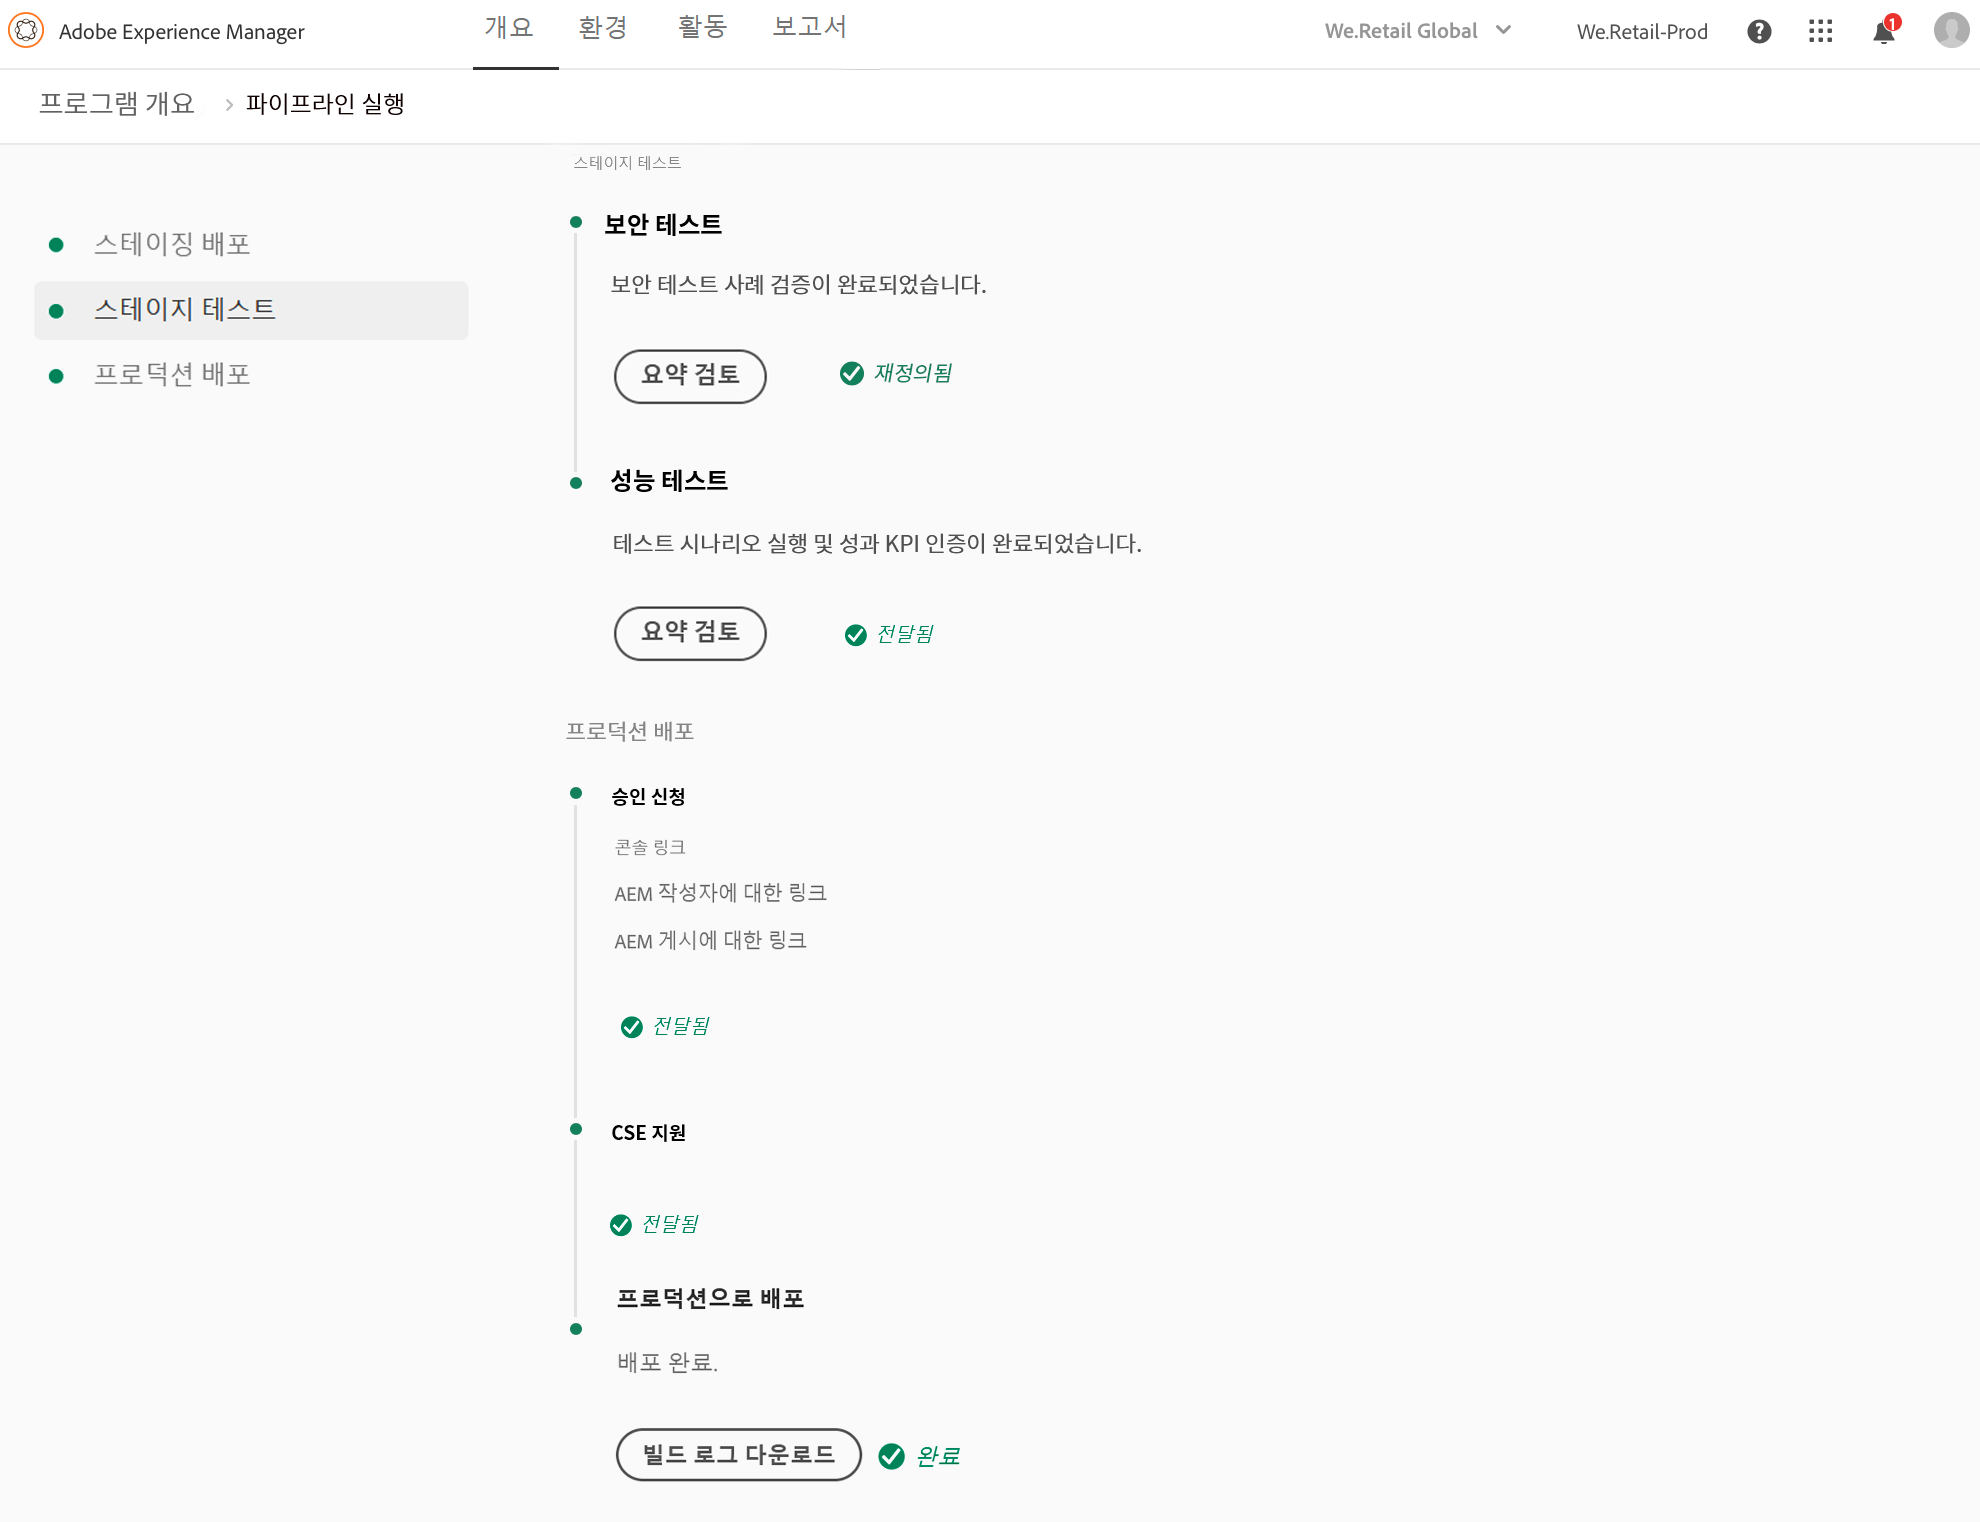 Adobe Experience Manager
개요
환경
활동
보고서
We.Retail Global
We.Retail-Prod
1
프로그램 개요 > 파이프라인 실행
스테이징 배포
스테이지 테스트
프로덕션 배포
스테이지 테스트
보안 테스트
보안 테스트 사례 검증이 완료되었습니다.
요약 검토
재정의됨
성능 테스트
테스트 시나리오 실행 및 성과 KPI 인증이 완료되었습니다.
요약 검토
전달됨
프로덕션 배포
승인 신청
콘솔 링크
AEM 작성자에 대한 링크
AEM 게시에 대한 링크
전달됨
CSE 지원
전달됨
프로덕션으로 배포
배포 완료.
빌드 로그 다운로드
완료